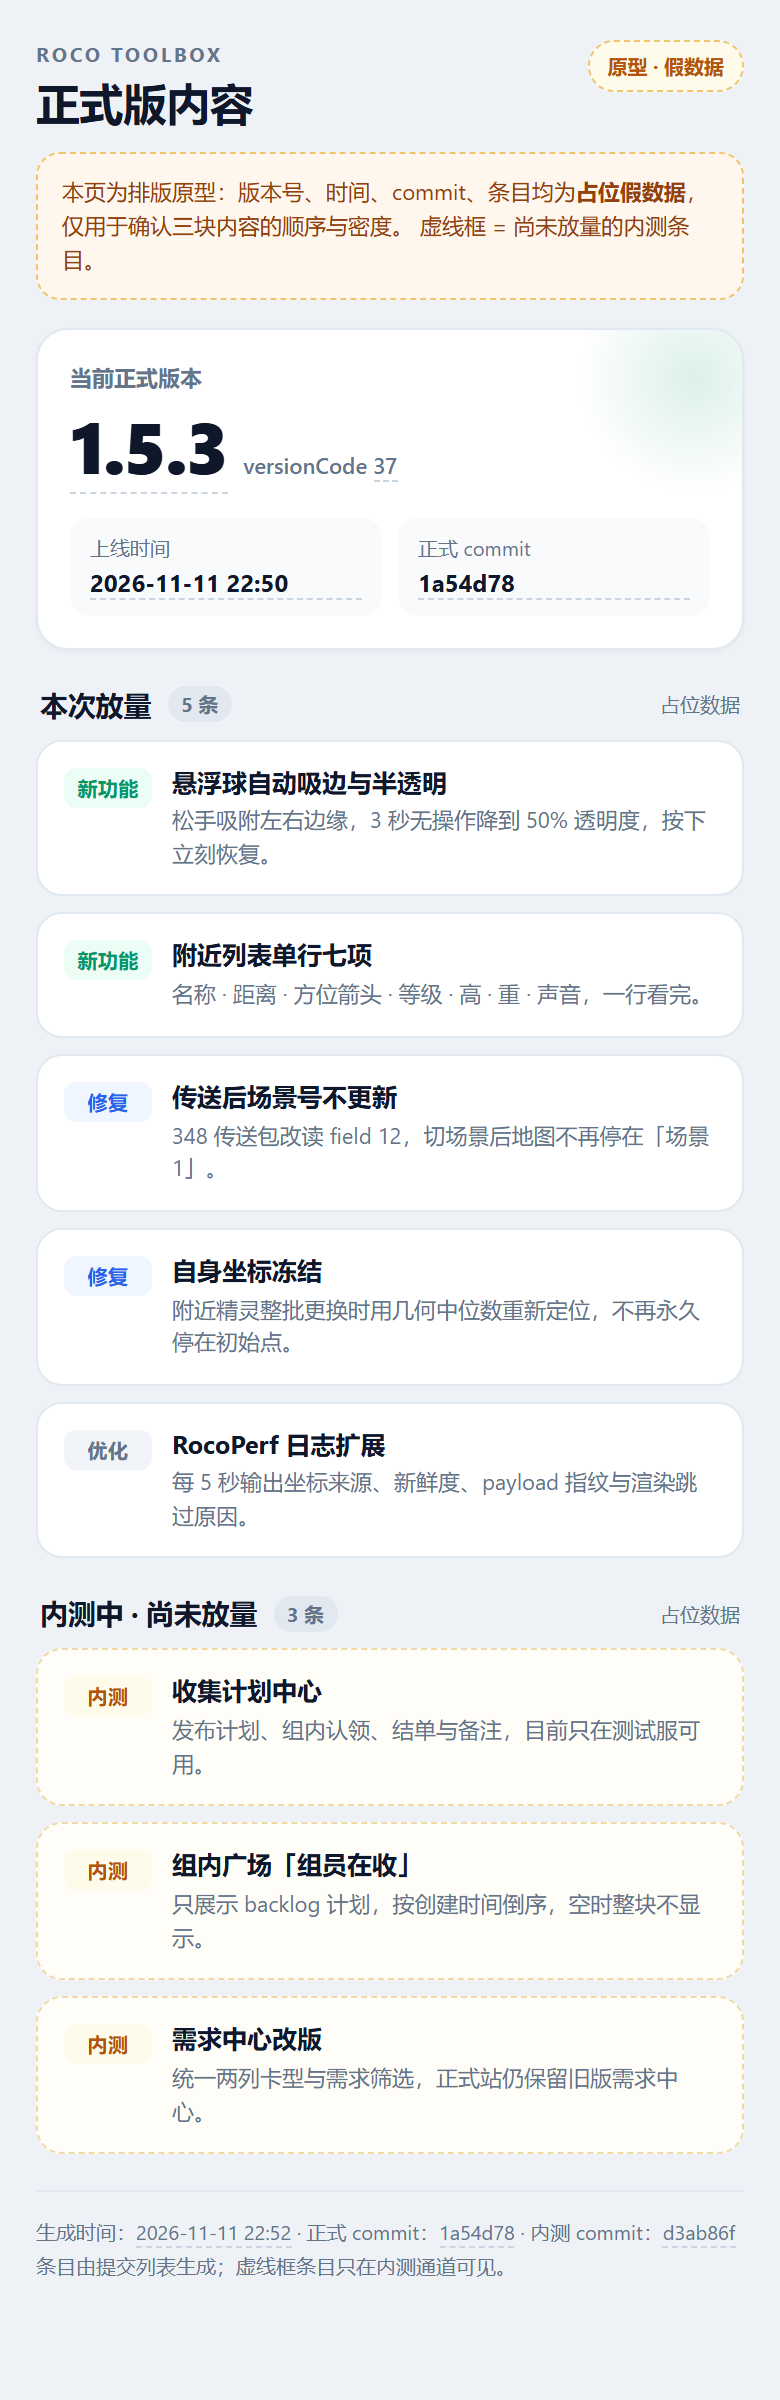 ROCO TOOLBOX
正式版内容
原型 · 假数据
本页为排版原型：版本号、时间、commit、条目均为占位假数据，
仅用于确认三块内容的顺序与密度。 虚线框 = 尚未放量的内测条
目。
当前正式版本
1.5.3 versionCode 37
上线时间
2026-11-11 22:50
正式 commit
1a54d78
本次放量 5 条 占位数据
新功能 悬浮球自动吸边与半透明
松手吸附左右边缘，3 秒无操作降到 50% 透明度，按下
立刻恢复。
新功能 附近列表单行七项
名称 · 距离 · 方位箭头 · 等级 · 高 · 重 · 声音，一行看完。
修复 传送后场景号不更新
348 传送包改读 field 12，切场景后地图不再停在「场景
1」。
修复 自身坐标冻结
附近精灵整批更换时用几何中位数重新定位，不再永久
停在初始点。
优化 RocoPerf 日志扩展
每 5 秒输出坐标来源、新鲜度、payload 指纹与渲染跳
过原因。
内测中 · 尚未放量 3 条 占位数据
内测 收集计划中心
发布计划、组内认领、结单与备注，目前只在测试服可
用。
内测 组内广场「组员在收」
只展示 backlog 计划，按创建时间倒序，空时整块不显
示。
内测 需求中心改版
统一两列卡型与需求筛选，正式站仍保留旧版需求中
心。
生成时间：2026-11-11 22:52 · 正式 commit：1a54d78 · 内测 commit：d3ab86f
条目由提交列表生成；虚线框条目只在内测通道可见。